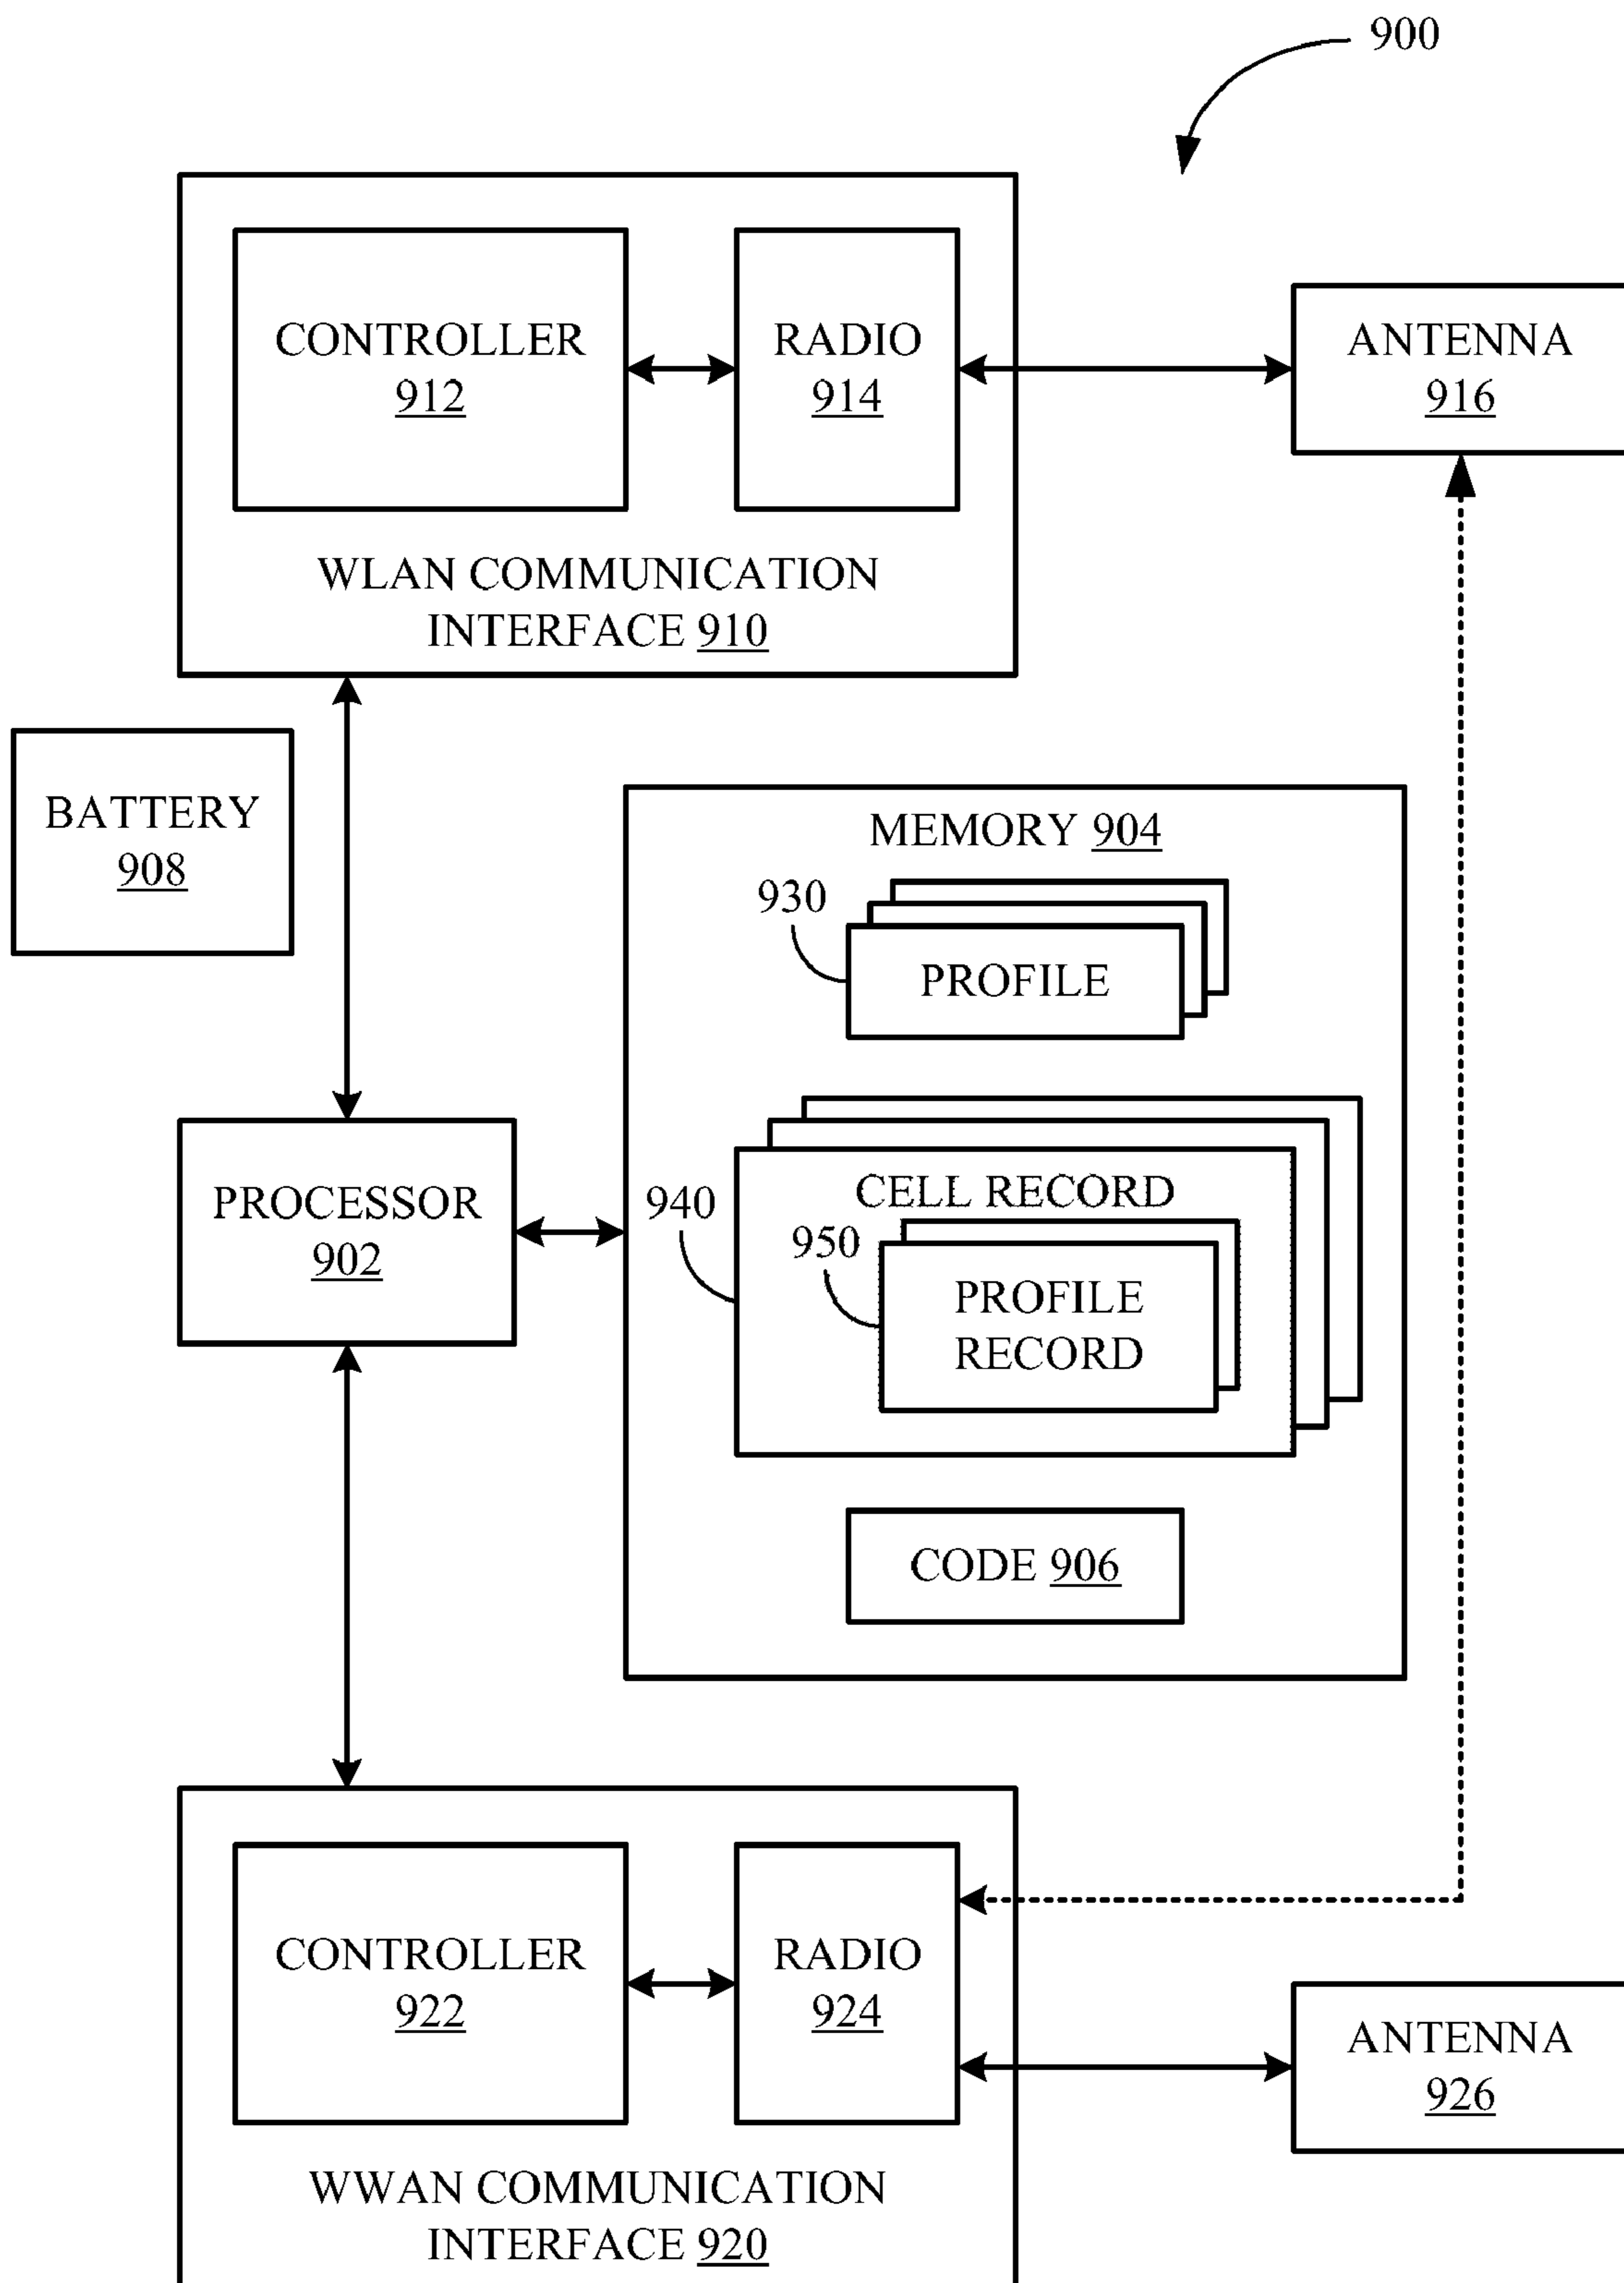 900
CONTROLLER
912
RADIO
914
ANTENNA
916
WLAN COMMUNICATION
INTERFACE 910
BATTERY
908
MEMORY 904
930
PROFILE
PROCESSOR
902
940
CELL RECORD
950
PROFILE
RECORD
CODE 906
CONTROLLER
922
RADIO
924
ANTENNA
926
WWAN COMMUNICATION
INTERFACE 920